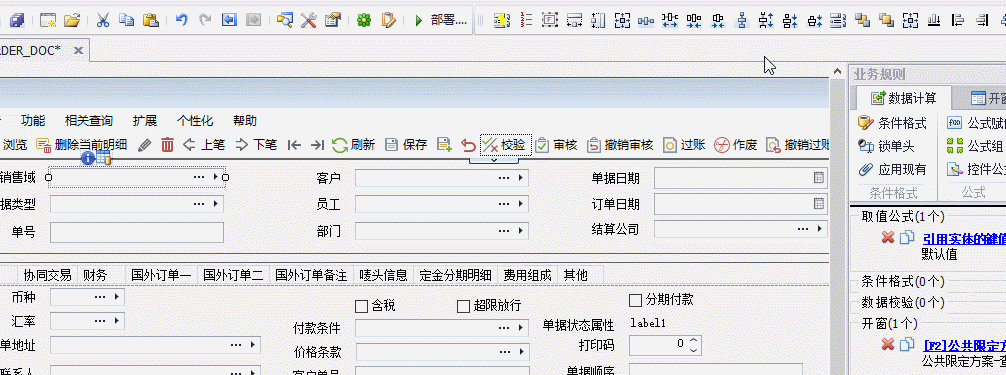 部署....
RDER_DOC*
业务规则
数据计算
开窗
功能 相关查询 扩展 个性化 帮助
浏览 删除当前明细 上笔 下笔 刷新 保存 校验 审核 撤销审核 过账 作废 撤销过账
条件格式 公式赋值
锁单头 公式组
应用现有 控件公式
条件格式 公式
销售域 客户 单据日期
据类型 员工 订单日期
单号 部门 结算公司
取值公式(1个)
引用实体的键值
默认值
条件格式(0个)
数据校验(0个)
开窗(1个)
[F2]公共限定方
公共限定方案-查
协同交易 财务 国外订单一 国外订单二 国外订单备注 唛头信息 定金分期明细 费用组成 其他
币种 含税 超限放行 分期付款
汇率 付款条件 单据状态属性 label1
单地址 价格条款 打印码 0
联系人 客户单号 单据顺序